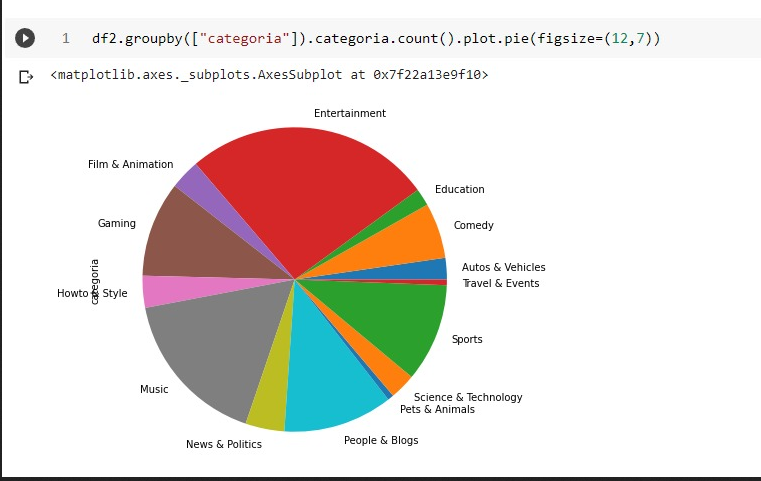 1 df2.groupby(["categoria"]).categoria.count().plot.pie(figsize=(12,7))
<matplotlib.axes._subplots.AxesSubplot at 0x7f22a13e9f10>
Entertainment
Film & Animation
Education
Gaming
Comedy
Autos & Vehicles
Travel & Events
categoria
Howto & Style
Sports
Music
Science & Technology
Pets & Animals
People & Blogs
News & Politics